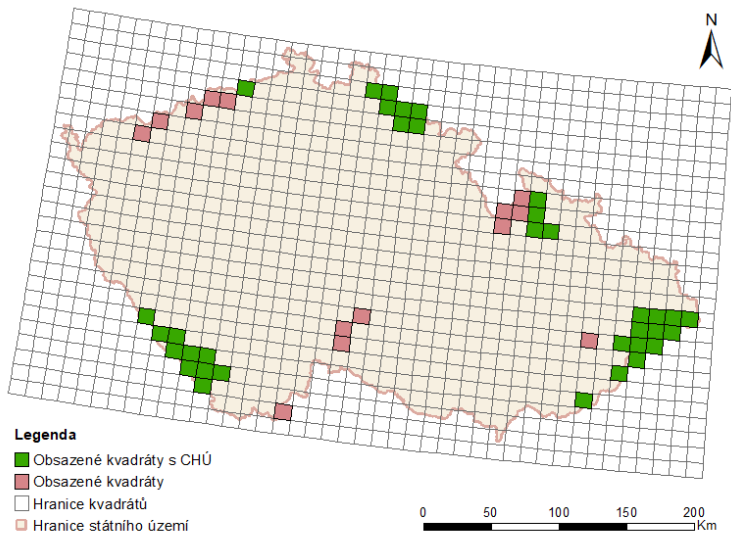 N
Legenda
Obsazené kvadráty s CHÚ
Obsazené kvadráty
Hranice kvadrátů
Hranice státního území
0 50 100 150 200
Km